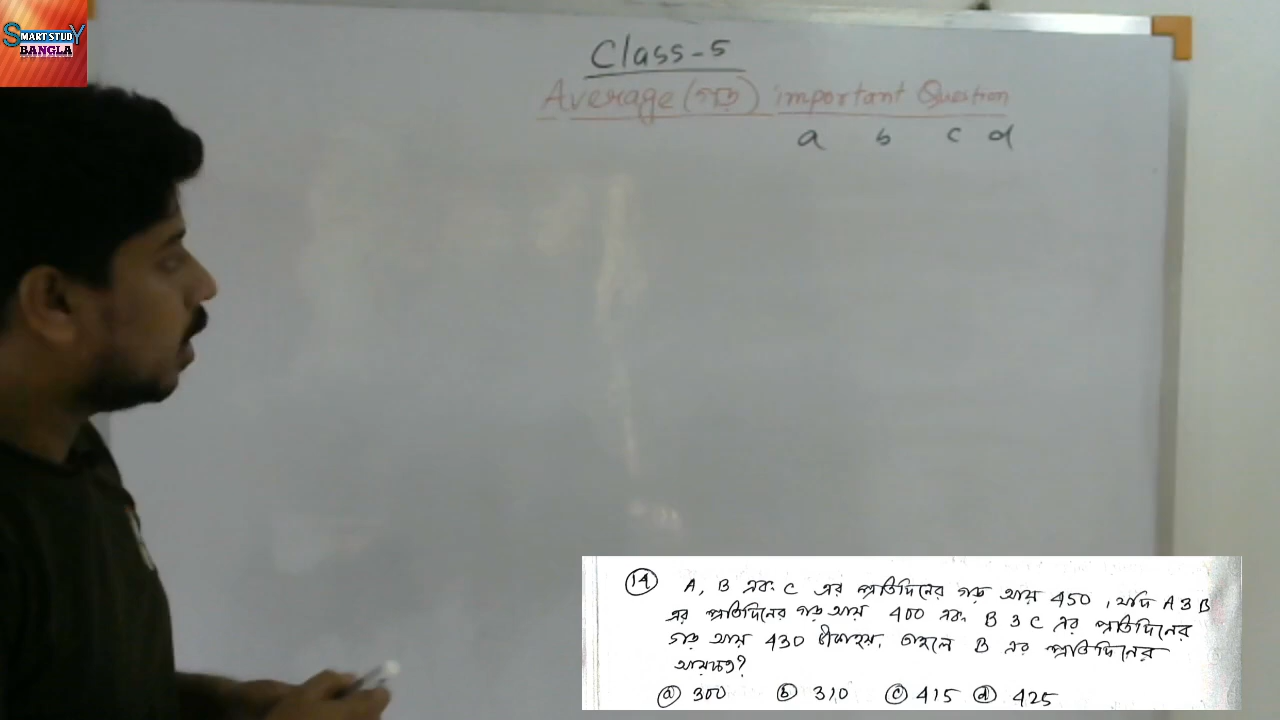 SMART STUDY
BANGLA
Class-5
Average (গড়) important Question
a b c d
14 A, B এবং C এর প্রতিদিনের গড় আয় 450, যদি A ও B
এর প্রতিদিনের গড় আয় 400 এবং B ও C এর প্রতিদিনের
গড় আয় 430 টাকা হয়, তাহলে B এর প্রতিদিনের
আয় কত?
a 300 b 310 c 415 d 425